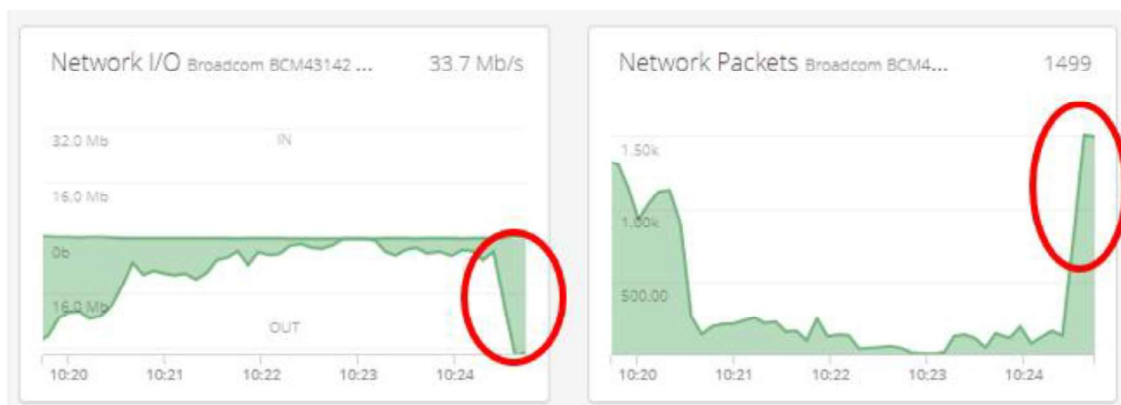 Network I/O Broadcom BCM43142 ... 33.7 Mb/s
32.0 Mb
IN
16.0 Mb
0b
16.0 Mb
OUT
10:20 10:21 10:22 10:23 10:24
Network Packets Broadcom BCM4... 1499
1.50k
1.00k
500.00
10:20 10:21 10:22 10:23 10:24